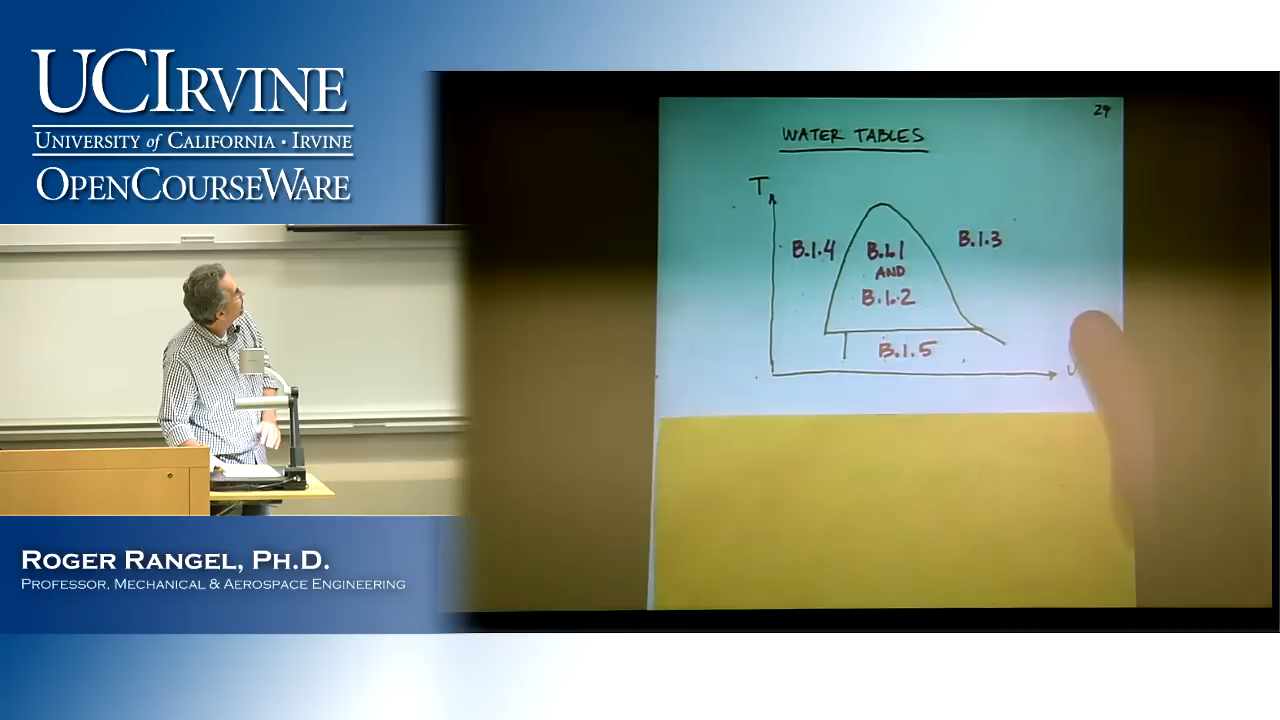 UCIRVINE
UNIVERSITY of CALIFORNIA · IRVINE
OPENCOURSEWARE
29
WATER TABLES
T
B.1.4
B.1.1
AND
B.1.2
B.1.3
B.1.5
ROGER RANGEL, PH.D.
PROFESSOR, MECHANICAL & AEROSPACE ENGINEERING